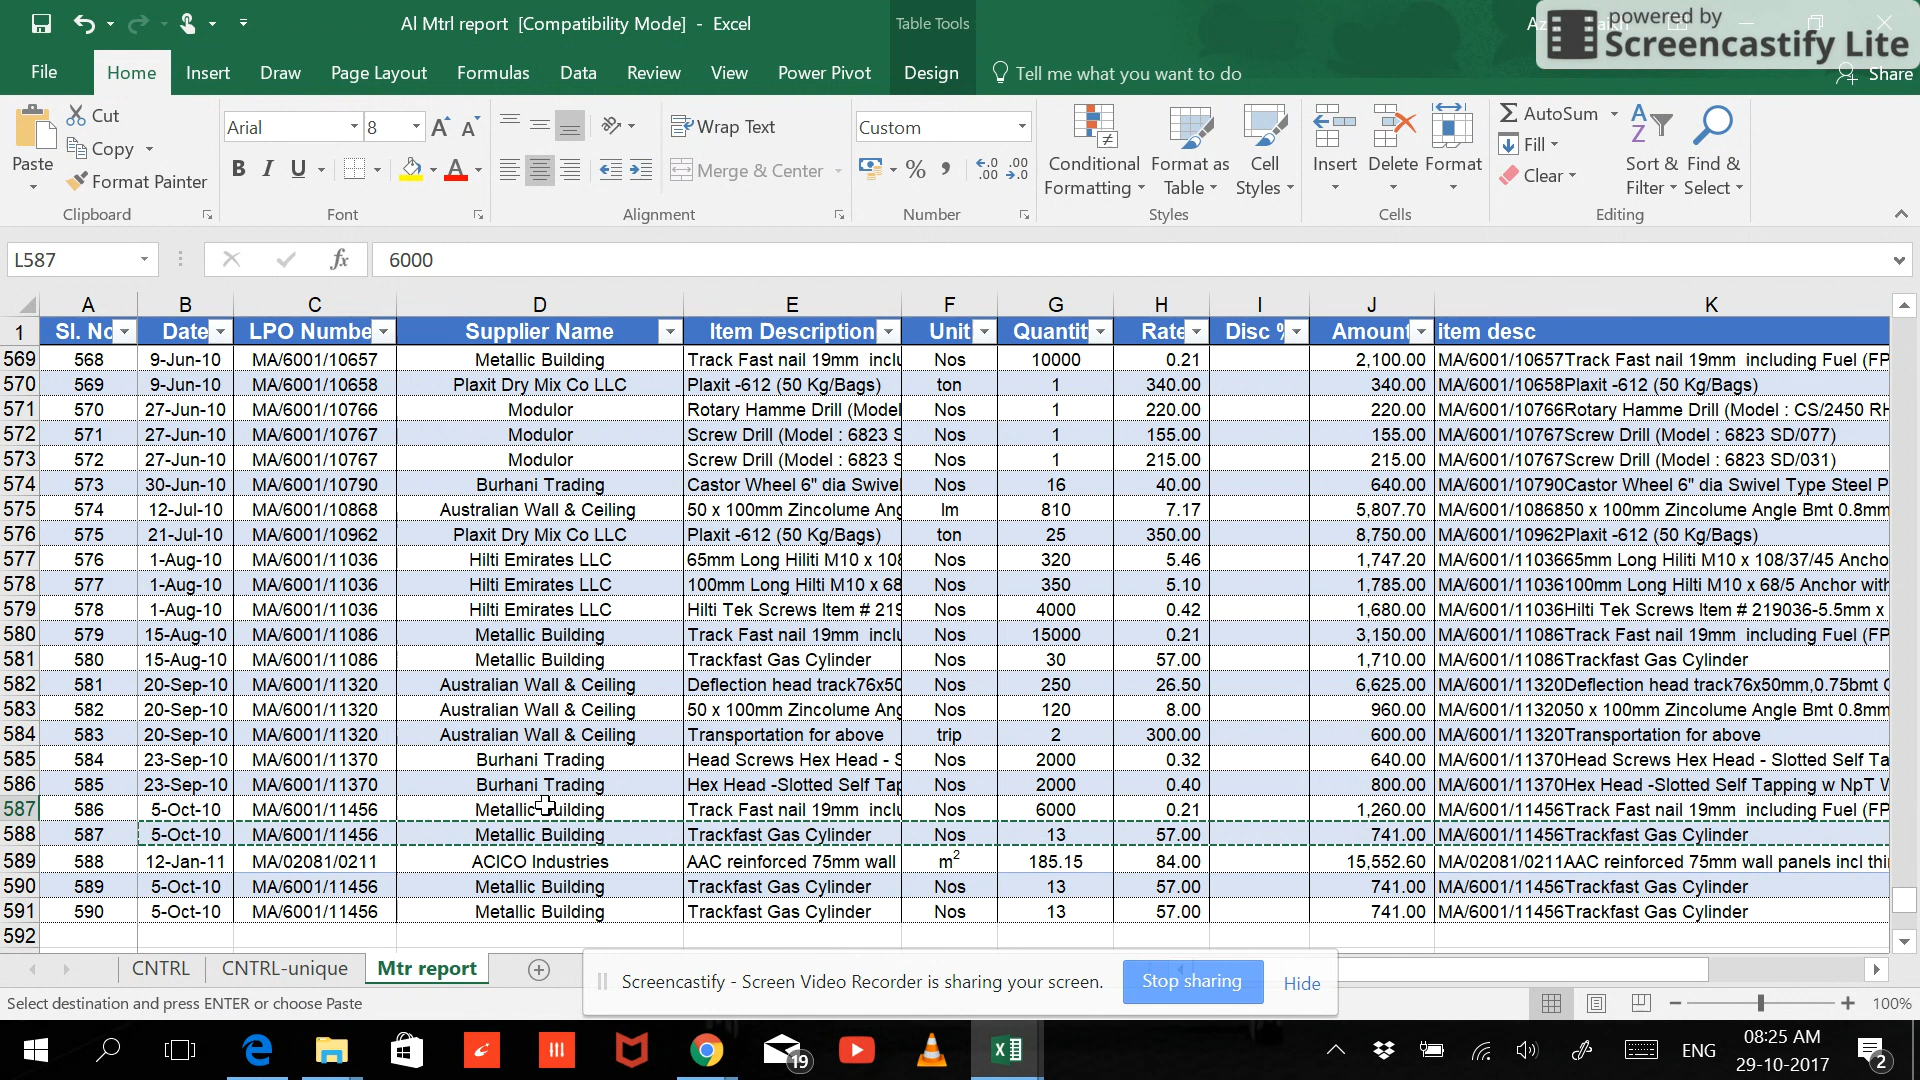 Al Mtrl report [Compatibility Mode] - Excel
Table Tools
powered by
Screencastify Lite
File Home Insert Draw Page Layout Formulas Data Review View Power Pivot Design Tell me what you want to do Share
Paste Cut Copy Format Painter Clipboard
Arial 8 B I U A Font
Wrap Text Merge & Center Alignment
Custom % Number
Conditional Formatting Format as Table Cell Styles Styles
Insert Delete Format Cells
AutoSum Fill Clear Sort & Filter Find & Select Editing
L587 fx 6000
A B C D E F G H I J K
1 Sl. No Date LPO Numbe Supplier Name Item Description Unit Quantit Rate Disc % Amoun item desc
569 568 9-Jun-10 MA/6001/10657 Metallic Building Track Fast nail 19mm inclu Nos 10000 0.21 2,100.00 MA/6001/10657Track Fast nail 19mm including Fuel (FP
570 569 9-Jun-10 MA/6001/10658 Plaxit Dry Mix Co LLC Plaxit -612 (50 Kg/Bags) ton 1 340.00 340.00 MA/6001/10658Plaxit -612 (50 Kg/Bags)
571 570 27-Jun-10 MA/6001/10766 Modulor Rotary Hamme Drill (Model Nos 1 220.00 220.00 MA/6001/10766Rotary Hamme Drill (Model : CS/2450 RH
572 571 27-Jun-10 MA/6001/10767 Modulor Screw Drill (Model : 6823 S Nos 1 155.00 155.00 MA/6001/10767Screw Drill (Model : 6823 SD/077)
573 572 27-Jun-10 MA/6001/10767 Modulor Screw Drill (Model : 6823 S Nos 1 215.00 215.00 MA/6001/10767Screw Drill (Model : 6823 SD/031)
574 573 30-Jun-10 MA/6001/10790 Burhani Trading Castor Wheel 6" dia Swivel Nos 16 40.00 640.00 MA/6001/10790Castor Wheel 6" dia Swivel Type Steel P
575 574 12-Jul-10 MA/6001/10868 Australian Wall & Ceiling 50 x 100mm Zincolume Ang lm 810 7.17 5,807.70 MA/6001/1086850 x 100mm Zincolume Angle Bmt 0.8mm
576 575 21-Jul-10 MA/6001/10962 Plaxit Dry Mix Co LLC Plaxit -612 (50 Kg/Bags) ton 25 350.00 8,750.00 MA/6001/10962Plaxit -612 (50 Kg/Bags)
577 576 1-Aug-10 MA/6001/11036 Hilti Emirates LLC 65mm Long Hiliti M10 x 108 Nos 320 5.46 1,747.20 MA/6001/1103665mm Long Hiliti M10 x 108/37/45 Ancho
578 577 1-Aug-10 MA/6001/11036 Hilti Emirates LLC 100mm Long Hilti M10 x 68 Nos 350 5.10 1,785.00 MA/6001/11036100mm Long Hilti M10 x 68/5 Anchor with
579 578 1-Aug-10 MA/6001/11036 Hilti Emirates LLC Hilti Tek Screws Item # 219 Nos 4000 0.42 1,680.00 MA/6001/11036Hilti Tek Screws Item # 219036-5.5mm x
580 579 15-Aug-10 MA/6001/11086 Metallic Building Track Fast nail 19mm inclu Nos 15000 0.21 3,150.00 MA/6001/11086Track Fast nail 19mm including Fuel (FP
581 580 15-Aug-10 MA/6001/11086 Metallic Building Trackfast Gas Cylinder Nos 30 57.00 1,710.00 MA/6001/11086Trackfast Gas Cylinder
582 581 20-Sep-10 MA/6001/11320 Australian Wall & Ceiling Deflection head track76x50 Nos 250 26.50 6,625.00 MA/6001/11320Deflection head track76x50mm,0.75bmt
583 582 20-Sep-10 MA/6001/11320 Australian Wall & Ceiling 50 x 100mm Zincolume Ang Nos 120 8.00 960.00 MA/6001/1132050 x 100mm Zincolume Angle Bmt 0.8mm
584 583 20-Sep-10 MA/6001/11320 Australian Wall & Ceiling Transportation for above trip 2 300.00 600.00 MA/6001/11320Transportation for above
585 584 23-Sep-10 MA/6001/11370 Burhani Trading Head Screws Hex Head - S Nos 2000 0.32 640.00 MA/6001/11370Head Screws Hex Head - Slotted Self Ta
586 585 23-Sep-10 MA/6001/11370 Burhani Trading Hex Head -Slotted Self Tap Nos 2000 0.40 800.00 MA/6001/11370Hex Head -Slotted Self Tapping w NpT W
587 586 5-Oct-10 MA/6001/11456 Metallic Building Track Fast nail 19mm inclu Nos 6000 0.21 1,260.00 MA/6001/11456Track Fast nail 19mm including Fuel (FP
588 587 5-Oct-10 MA/6001/11456 Metallic Building Trackfast Gas Cylinder Nos 13 57.00 741.00 MA/6001/11456Trackfast Gas Cylinder
589 588 12-Jan-11 MA/02081/0211 ACICO Industries AAC reinforced 75mm wall m² 185.15 84.00 15,552.60 MA/02081/0211AAC reinforced 75mm wall panels incl thi
590 589 5-Oct-10 MA/6001/11456 Metallic Building Trackfast Gas Cylinder Nos 13 57.00 741.00 MA/6001/11456Trackfast Gas Cylinder
591 590 5-Oct-10 MA/6001/11456 Metallic Building Trackfast Gas Cylinder Nos 13 57.00 741.00 MA/6001/11456Trackfast Gas Cylinder
592
CNTRL CNTRL-unique Mtr report
Screencastify - Screen Video Recorder is sharing your screen. Stop sharing Hide
Select destination and press ENTER or choose Paste 100%
19
ENG 08:25 AM
29-10-2017 2